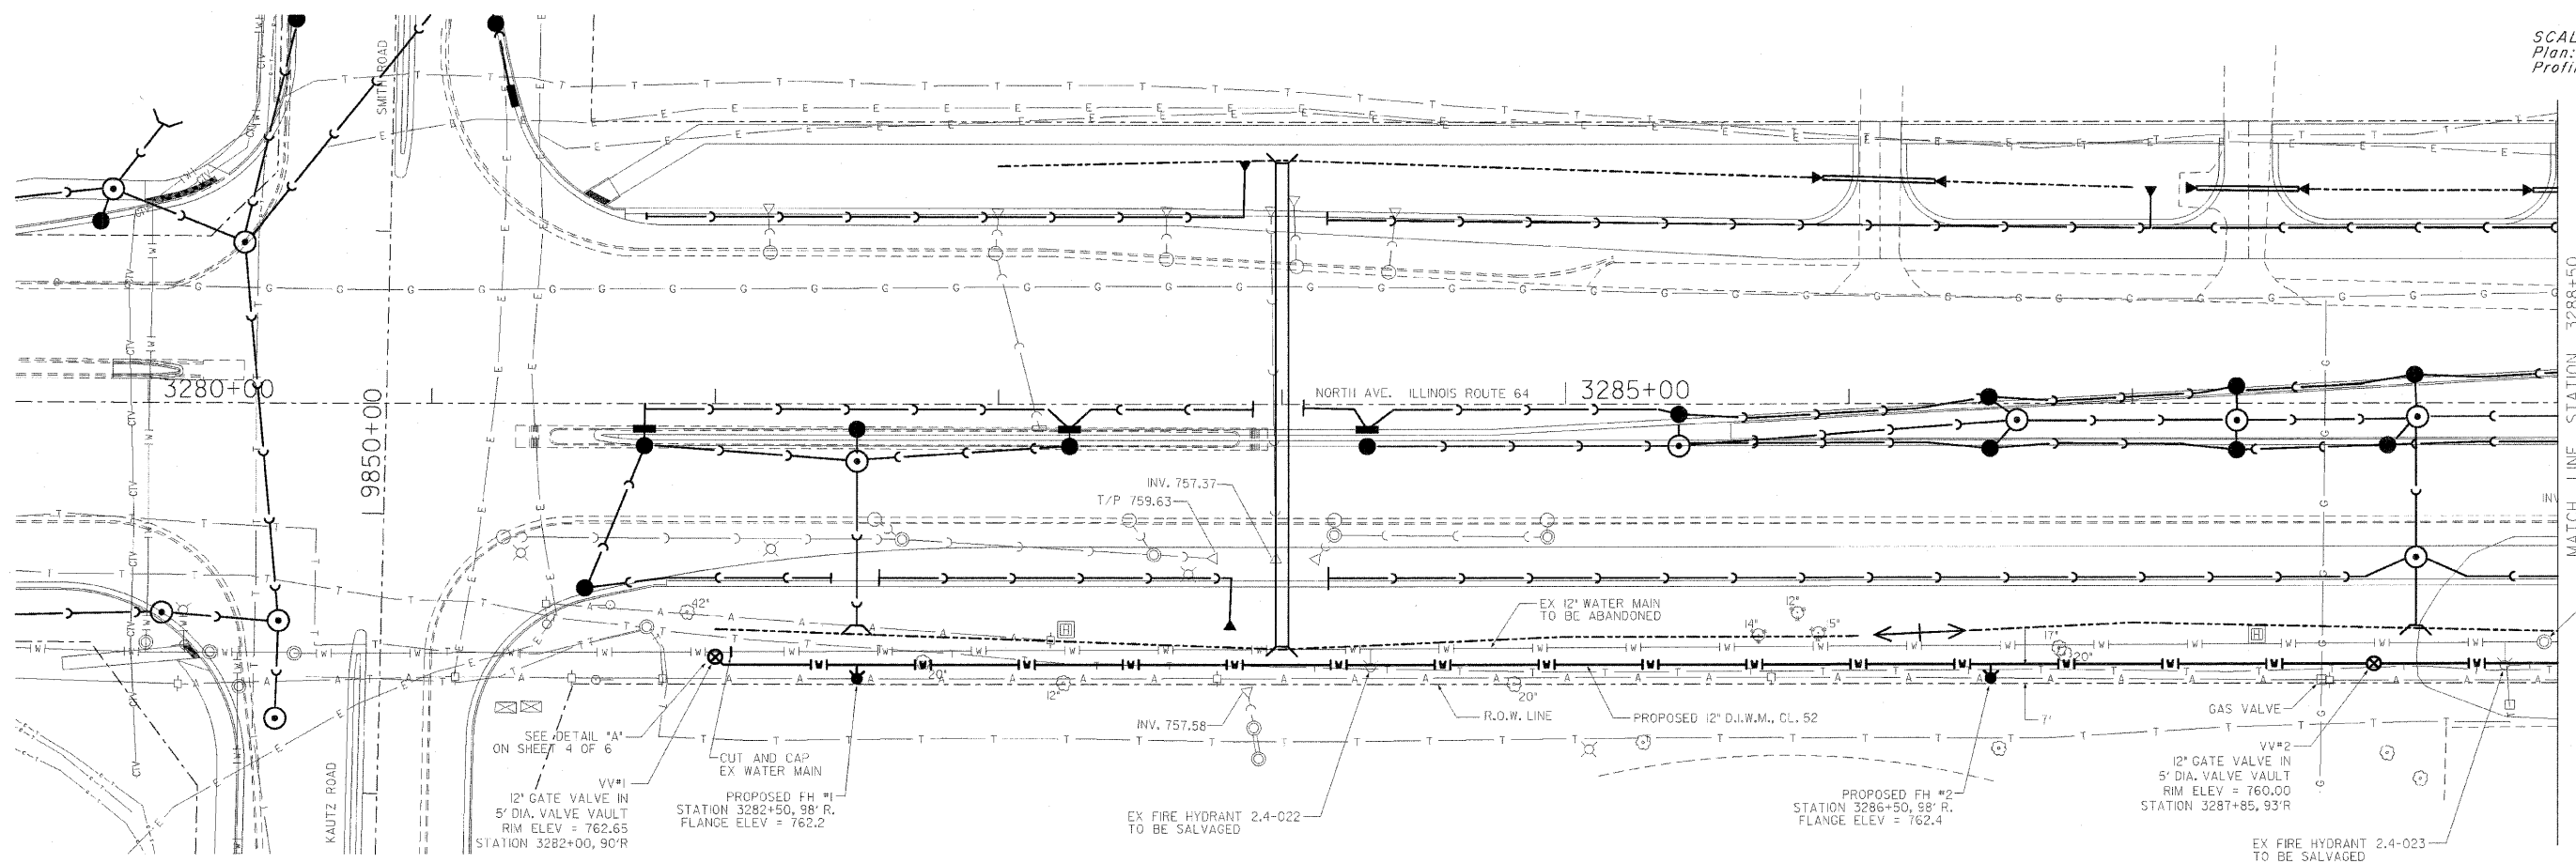 SCAL
Plan:
Profil
SMITH ROAD
3280+00
9850+00
NORTH AVE. ILLINOIS ROUTE 64
3285+00
MATCH LINE STATION 3288+50
INV. 757.37
T/P 759.63
INV
42"
EX 12" WATER MAIN
TO BE ABANDONED
12"
14"
15"
17"
20"
20"
12"
20"
SEE DETAIL "A"
ON SHEET 4 OF 6
CUT AND CAP
EX WATER MAIN
INV. 757.58
R.O.W. LINE
PROPOSED 12" D.I.W.M., CL. 52
7'
GAS VALVE
KAUTZ ROAD
VV#1
12" GATE VALVE IN
5' DIA. VALVE VAULT
RIM ELEV = 762.65
STATION 3282+00, 90'R
PROPOSED FH #1
STATION 3282+50, 98' R.
FLANGE ELEV = 762.2
EX FIRE HYDRANT 2.4-022
TO BE SALVAGED
PROPOSED FH #2
STATION 3286+50, 98' R.
FLANGE ELEV = 762.4
VV#2
12" GATE VALVE IN
5' DIA. VALVE VAULT
RIM ELEV = 760.00
STATION 3287+85, 93'R
EX FIRE HYDRANT 2.4-023
TO BE SALVAGED